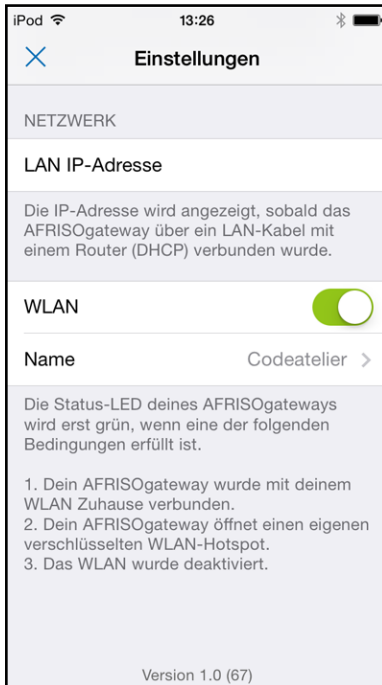 iPod 13:26
Einstellungen
NETZWERK
LAN IP-Adresse
Die IP-Adresse wird angezeigt, sobald das
AFRISOgateway über ein LAN-Kabel mit
einem Router (DHCP) verbunden wurde.
WLAN
Name Codeatelier
Die Status-LED deines AFRISOgateways
wird erst grün, wenn eine der folgenden
Bedingungen erfüllt ist.
1. Dein AFRISOgateway wurde mit deinem
WLAN Zuhause verbunden.
2. Dein AFRISOgateway öffnet einen eigenen
verschlüsselten WLAN-Hotspot.
3. Das WLAN wurde deaktiviert.
Version 1.0 (67)